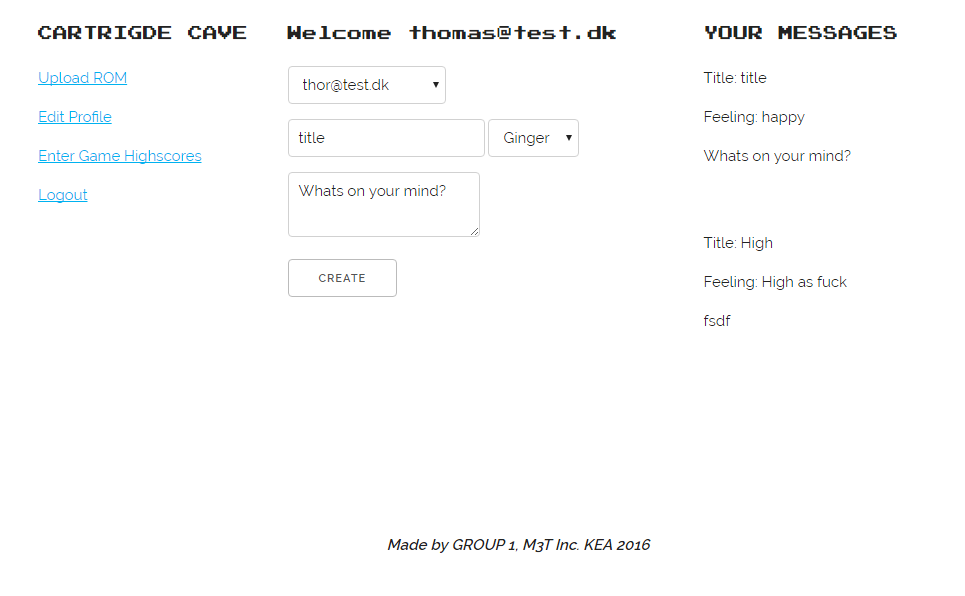 CARTRIGDE CAVE
Upload ROM
Edit Profile
Enter Game Highscores
Logout
Welcome thomas@test.dk
thor@test.dk
title
Ginger
Whats on your mind?
CREATE
YOUR MESSAGES
Title: title
Feeling: happy
Whats on your mind?
Title: High
Feeling: High as fuck
fsdf
Made by GROUP 1, M3T Inc. KEA 2016